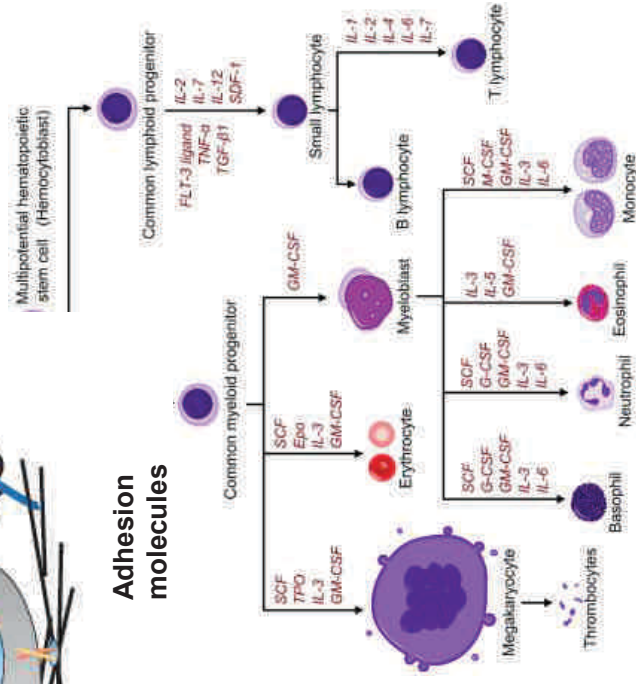 Multipotential hematopoietic
stem cell (Hemocytoblast)
Common lymphoid progenitor
FLT-3 ligand
TNF-α
TGF-β1
IL-2
IL-7
IL-12
SDF-1
Small lymphocyte
IL-1
IL-2
IL-4
IL-6
IL-7
B lymphocyte
T lymphocyte
Common myeloid progenitor
SCF
TPO
IL-3
GM-CSF
SCF
Epo
IL-3
GM-CSF
GM-CSF
Megakaryocyte
Erythrocyte
Myeloblast
Thrombocytes
SCF
G-CSF
GM-CSF
IL-3
IL-6
SCF
G-CSF
GM-CSF
IL-3
IL-6
IL-3
IL-5
GM-CSF
SCF
M-CSF
GM-CSF
IL-3
IL-6
Basophil
Neutrophil
Eosinophil
Monocyte
Adhesion
molecules